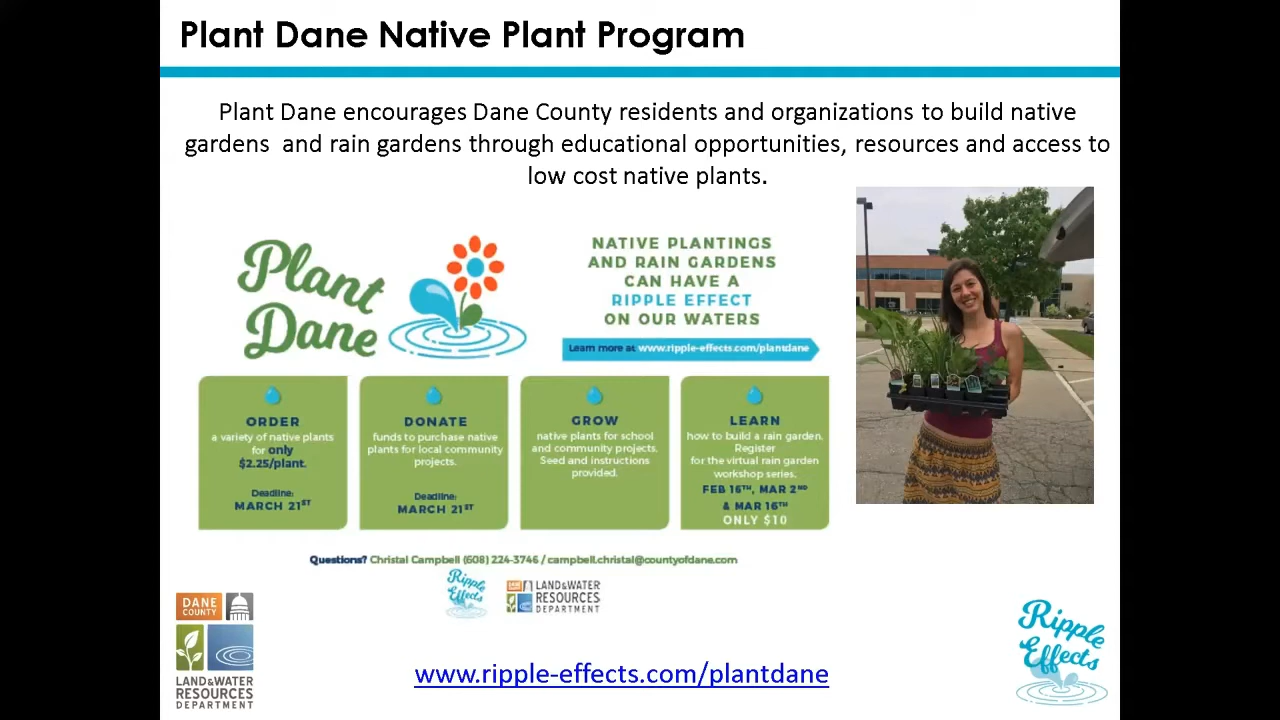 Plant Dane Native Plant Program
Plant Dane encourages Dane County residents and organizations to build native
gardens and rain gardens through educational opportunities, resources and access to
low cost native plants.
Plant
Dane
NATIVE PLANTINGS
AND RAIN GARDENS
CAN HAVE A
RIPPLE EFFECT
ON OUR WATERS
Learn more at www.ripple-effects.com/plantdane
ORDER
a variety of native plants
for only
$2.25/plant.
Deadline:
MARCH 21ST
DONATE
funds to purchase native
plants for local community
projects.
Deadline:
MARCH 21ST
GROW
native plants for school
and community projects.
Seed and instructions
provided.
LEARN
how to build a rain garden.
Register
for the virtual rain garden
workshop series.
FEB 16TH, MAR 2ND
& MAR 16TH
ONLY $10
Questions? Christal Campbell (608) 224-3746 / campbell.christal@countyofdane.com
Ripple
Effects
DANE
COUNTY
LAND&WATER
RESOURCES
DEPARTMENT
DANE
COUNTY
LAND&WATER
RESOURCES
DEPARTMENT
www.ripple-effects.com/plantdane
Ripple
Effects